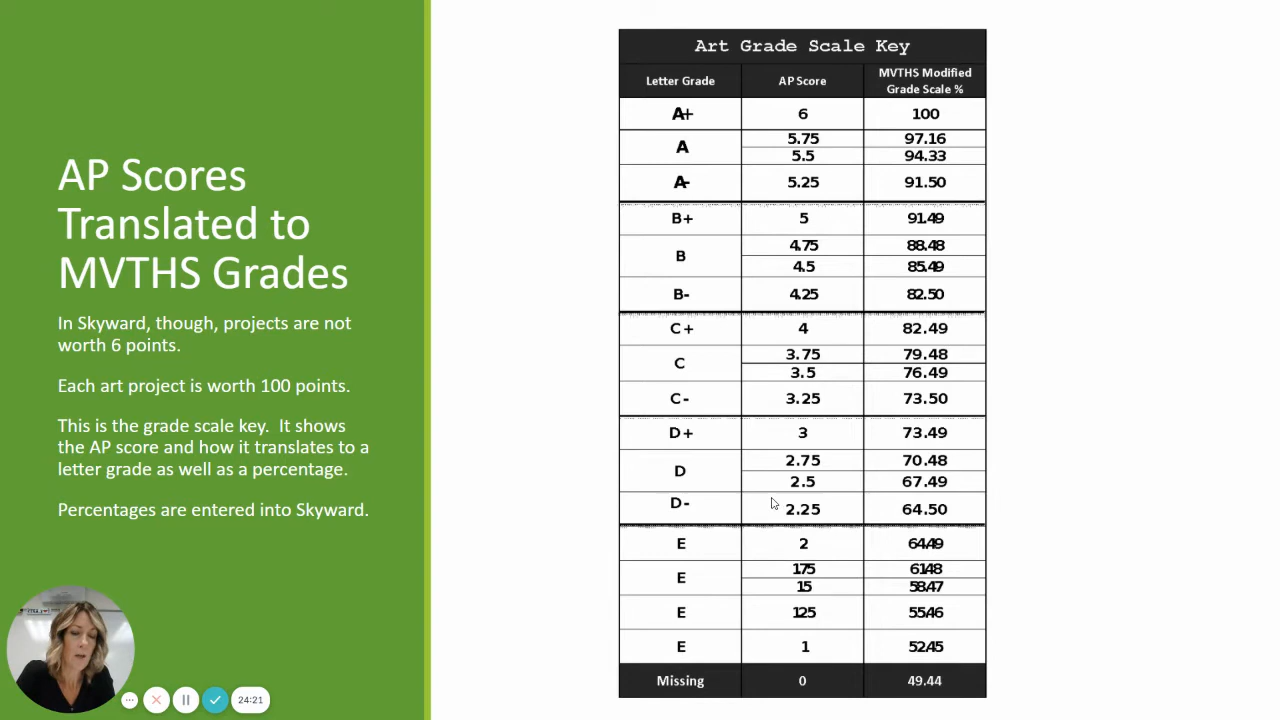 AP Scores
Translated to
MVTHS Grades
In Skyward, though, projects are not
worth 6 points.
Each art project is worth 100 points.
This is the grade scale key. It shows
the AP score and how it translates to a
letter grade as well as a percentage.
Percentages are entered into Skyward.
24:21
Art Grade Scale Key
Letter Grade AP Score MVTHS Modified
Grade Scale %
A+ 6 100
A 5.75 97.16
5.5 94.33
A- 5.25 91.50
B+ 5 91.49
B 4.75 88.48
4.5 85.49
B- 4.25 82.50
C+ 4 82.49
C 3.75 79.48
3.5 76.49
C- 3.25 73.50
D+ 3 73.49
D 2.75 70.48
2.5 67.49
D- 2.25 64.50
E 2 64.49
E 1.75 61.48
1.5 58.47
E 1.25 55.46
E 1 52.45
Missing 0 49.44